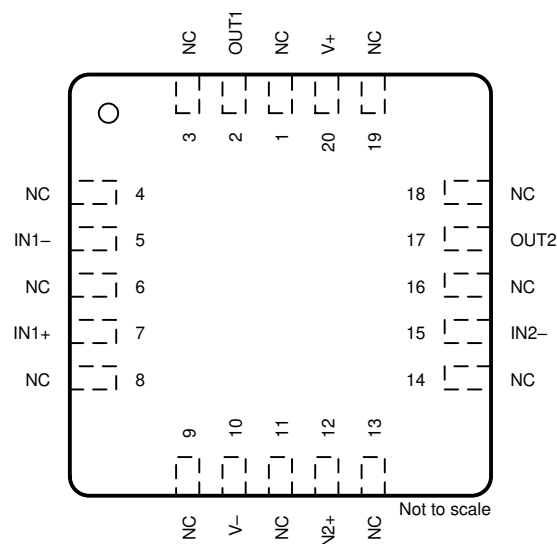 NC OUT1 NC V+ NC
3 2 1 20 19
NC 4 18 NC
IN1– 5 17 OUT2
NC 6 16 NC
IN1+ 7 15 IN2–
NC 8 14 NC
9 10 11 12 13
Not to scale
NC V– NC N2+ NC